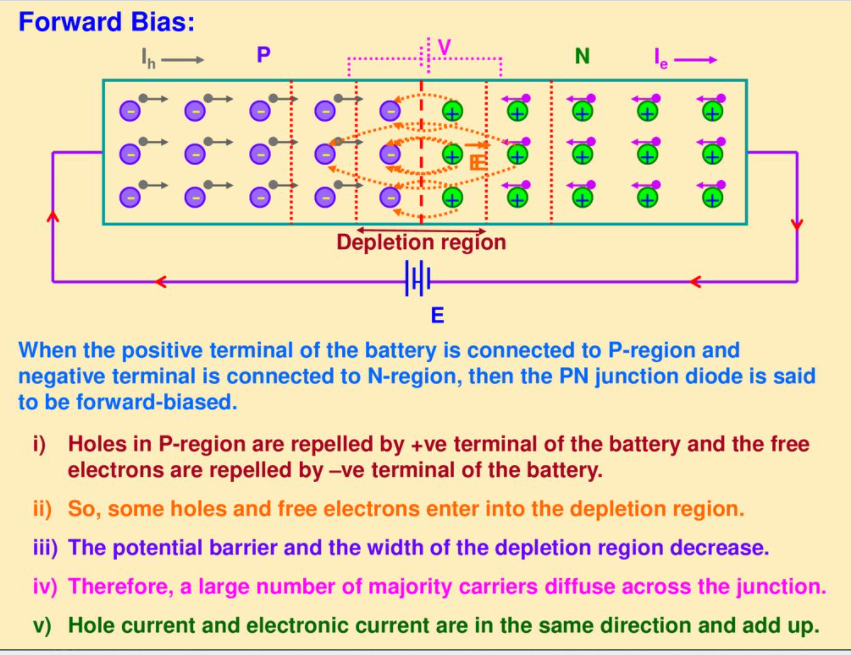 Forward Bias:
Ih P V N Ie
E
Depletion region
E
When the positive terminal of the battery is connected to P-region and
negative terminal is connected to N-region, then the PN junction diode is said
to be forward-biased.
i) Holes in P-region are repelled by +ve terminal of the battery and the free
electrons are repelled by –ve terminal of the battery.
ii) So, some holes and free electrons enter into the depletion region.
iii) The potential barrier and the width of the depletion region decrease.
iv) Therefore, a large number of majority carriers diffuse across the junction.
v) Hole current and electronic current are in the same direction and add up.